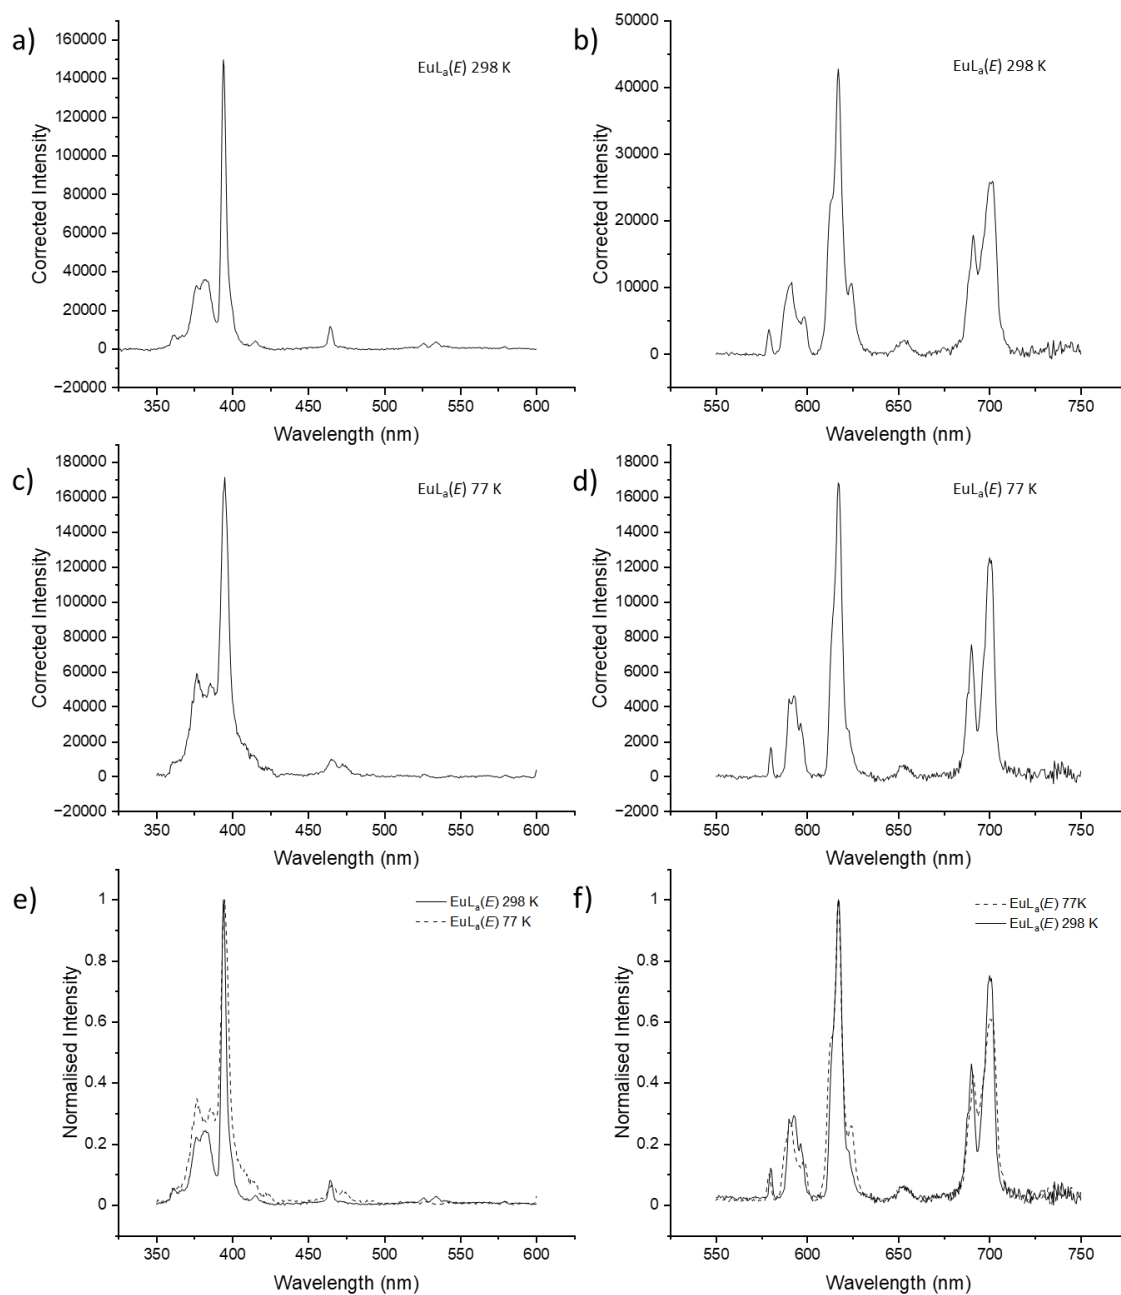 a)
EuLa(E) 298 K
Corrected Intensity
160000
140000
120000
100000
80000
60000
40000
20000
0
−20000
350 400 450 500 550 600
Wavelength (nm)
b)
EuLa(E) 298 K
Corrected Intensity
50000
40000
30000
20000
10000
0
550 600 650 700 750
Wavelength (nm)
c)
EuLa(E) 77 K
Corrected Intensity
180000
160000
140000
120000
100000
80000
60000
40000
20000
0
−20000
350 400 450 500 550 600
Wavelength (nm)
d)
EuLa(E) 77 K
Corrected Intensity
18000
16000
14000
12000
10000
8000
6000
4000
2000
0
−2000
550 600 650 700 750
Wavelength (nm)
e)
EuLa(E) 298 K
EuLa(E) 77 K
Normalised Intensity
1
0.8
0.6
0.4
0.2
0
350 400 450 500 550 600
Wavelength (nm)
f)
EuLa(E) 77K
EuLa(E) 298 K
Normalised Intensity
1
0.8
0.6
0.4
0.2
0
550 600 650 700 750
Wavelength (nm)